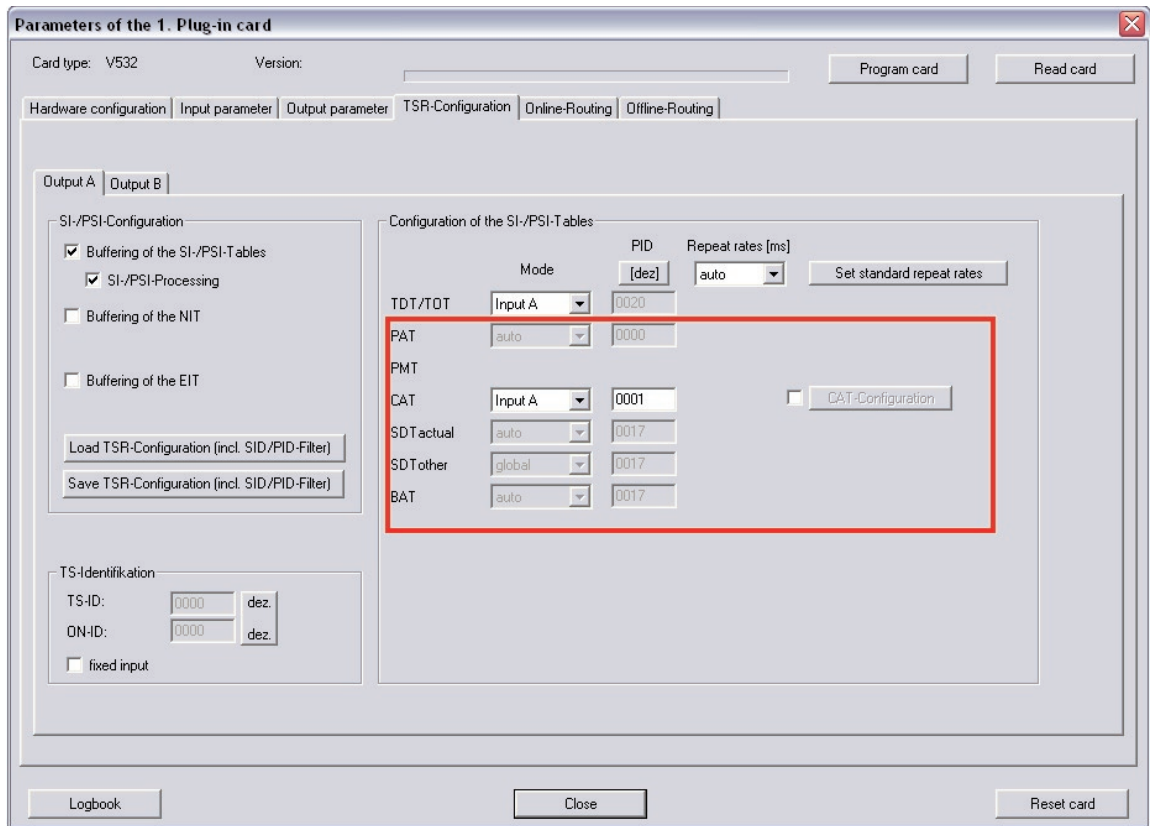 Parameters of the 1. Plug-in card
Card type: V532 Version: Program card Read card
Hardware configuration Input parameter Output parameter TSR-Configuration Online-Routing Offline-Routing
Output A Output B
SI-/PSI-Configuration
Buffering of the SI-/PSI-Tables
SI-/PSI-Processing
Buffering of the NIT
Buffering of the EIT
Load TSR-Configuration (incl. SID/PID-Filter)
Save TSR-Configuration (incl. SID/PID-Filter)
TS-Identifikation
TS-ID: 0000 dez.
ON-ID: 0000 dez.
fixed input
Configuration of the SI-/PSI-Tables
PID Repeat rates [ms]
Mode [dez] auto Set standard repeat rates
TDT/TOT Input A 0020
PAT auto 0000
PMT
CAT Input A 0001 CAT-Configuration
SDTactual auto 0017
SDTother global 0017
BAT auto 0017
Logbook Close Reset card